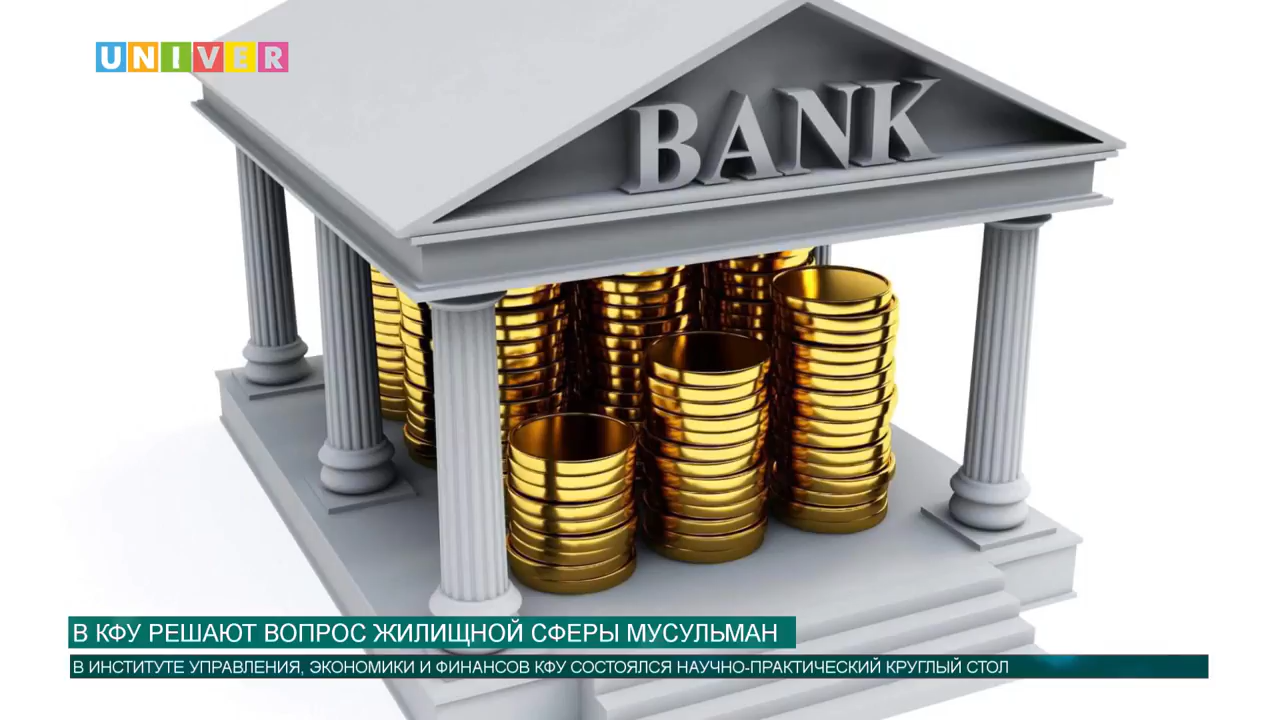 UNIVER
BANK
В КФУ РЕШАЮТ ВОПРОС ЖИЛИЩНОЙ СФЕРЫ МУСУЛЬМАН
В ИНСТИТУТЕ УПРАВЛЕНИЯ, ЭКОНОМИКИ И ФИНАНСОВ КФУ СОСТОЯЛСЯ НАУЧНО-ПРАКТИЧЕСКИЙ КРУГЛЫЙ СТОЛ